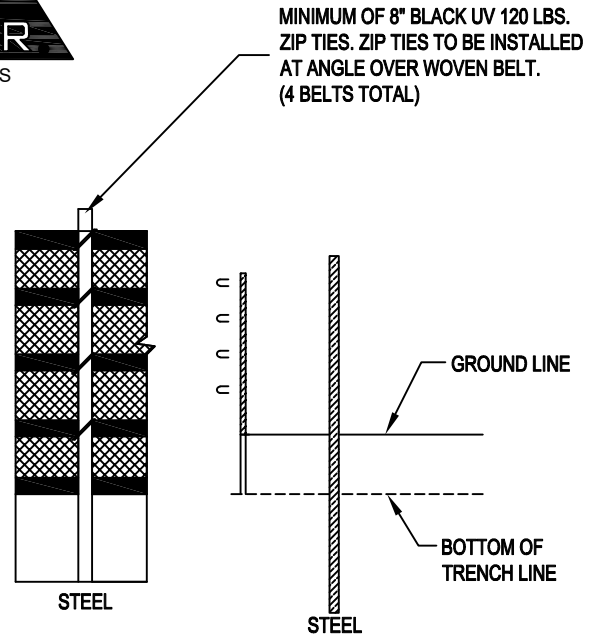 R
S
MINIMUM OF 8" BLACK UV 120 LBS.
ZIP TIES. ZIP TIES TO BE INSTALLED
AT ANGLE OVER WOVEN BELT.
(4 BELTS TOTAL)
GROUND LINE
BOTTOM OF
TRENCH LINE
STEEL
STEEL